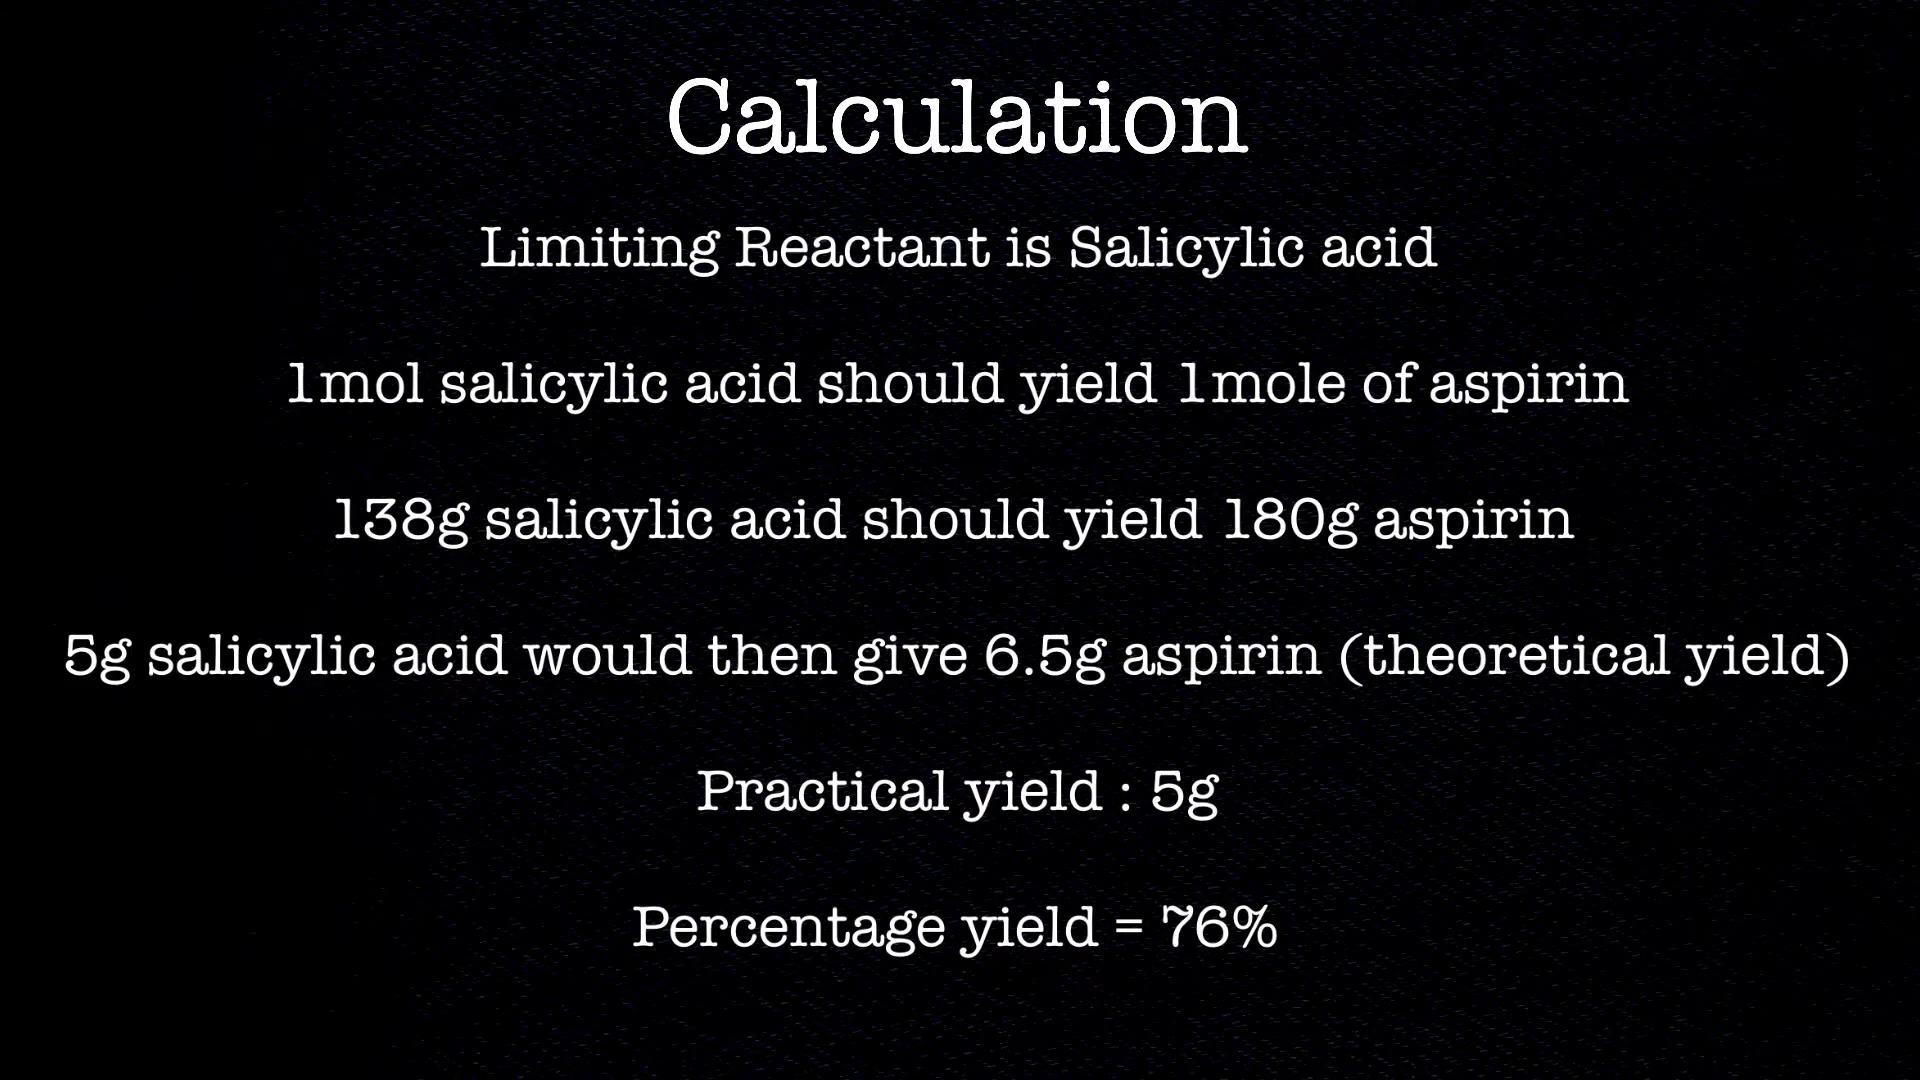 Calculation
Limiting Reactant is Salicylic acid
1mol salicylic acid should yield 1mole of aspirin
138g salicylic acid should yield 180g aspirin
5g salicylic acid would then give 6.5g aspirin (theoretical yield)
Practical yield : 5g
Percentage yield = 76%